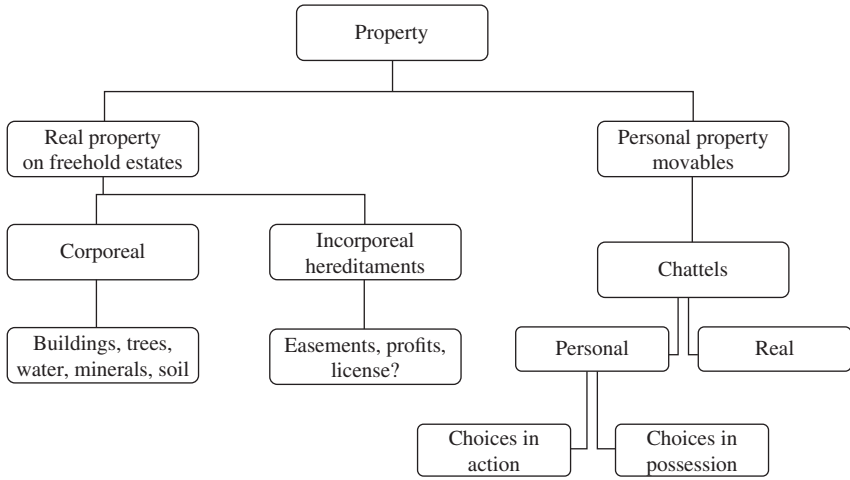 Property
Real property
on freehold estates
Personal property
movables
Corporeal
Incorporeal
hereditaments
Chattels
Buildings, trees,
water, minerals, soil
Easements, profits,
license?
Personal
Real
Choices in
action
Choices in
possession